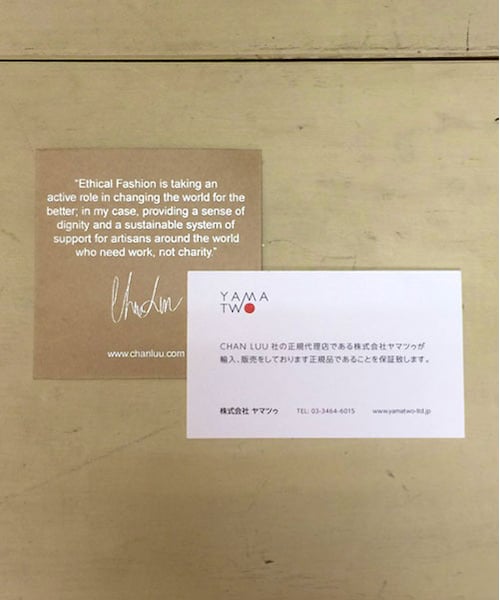 “Ethical Fashion is taking an
active role in changing the world for the
better; in my case, providing a sense of
dignity and a sustainable system of
support for artisans around the world
who need work, not charity.”
Chan Luu
www.chanluu.com
YAMA
TWO
CHAN LUU 社の正規代理店である株式会社ヤマツゥが
輸入、販売をしております正規品であることを保証致します。
株式会社 ヤマツゥ TEL: 03-3464-6015 www.yamatwo-ltd.jp